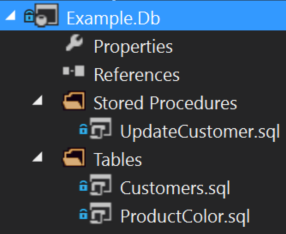 Example.Db
Properties
References
Stored Procedures
UpdateCustomer.sql
Tables
Customers.sql
ProductColor.sql